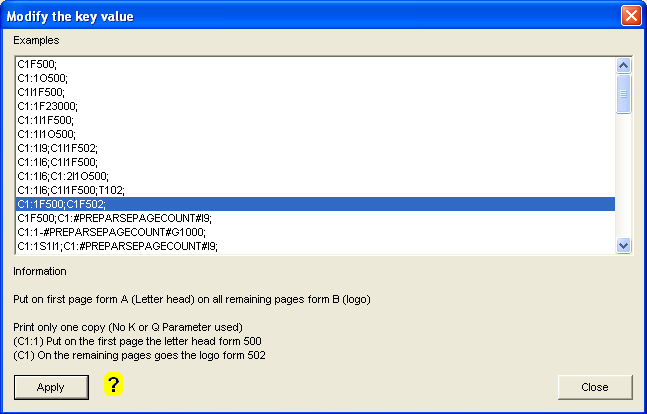 Modify the key value
Examples
C1F500;
C1:1O500;
C1I1F500;
C1:1F23000;
C1:1I1F500;
C1:1I1O500;
C1:1I9;C1I1F502;
C1:1I6;C1I1F500;
C1:1I6;C1:2I1O500;
C1:1I6;C1I1F500;T102;
C1:1F500;C1F502;
C1F500;C1:#PREPARSEPAGECOUNT#I9;
C1:1-#PREPARSEPAGECOUNT#G1000;
C1:1S1I1;C1:#PREPARSEPAGECOUNT#I9;
Information
Put on first page form A (Letter head) on all remaining pages form B (logo)
Print only one copy (No K or Q Parameter used)
(C1:1) Put on the first page the letter head form 500
(C1) On the remaining pages goes the logo form 502
Apply ? Close